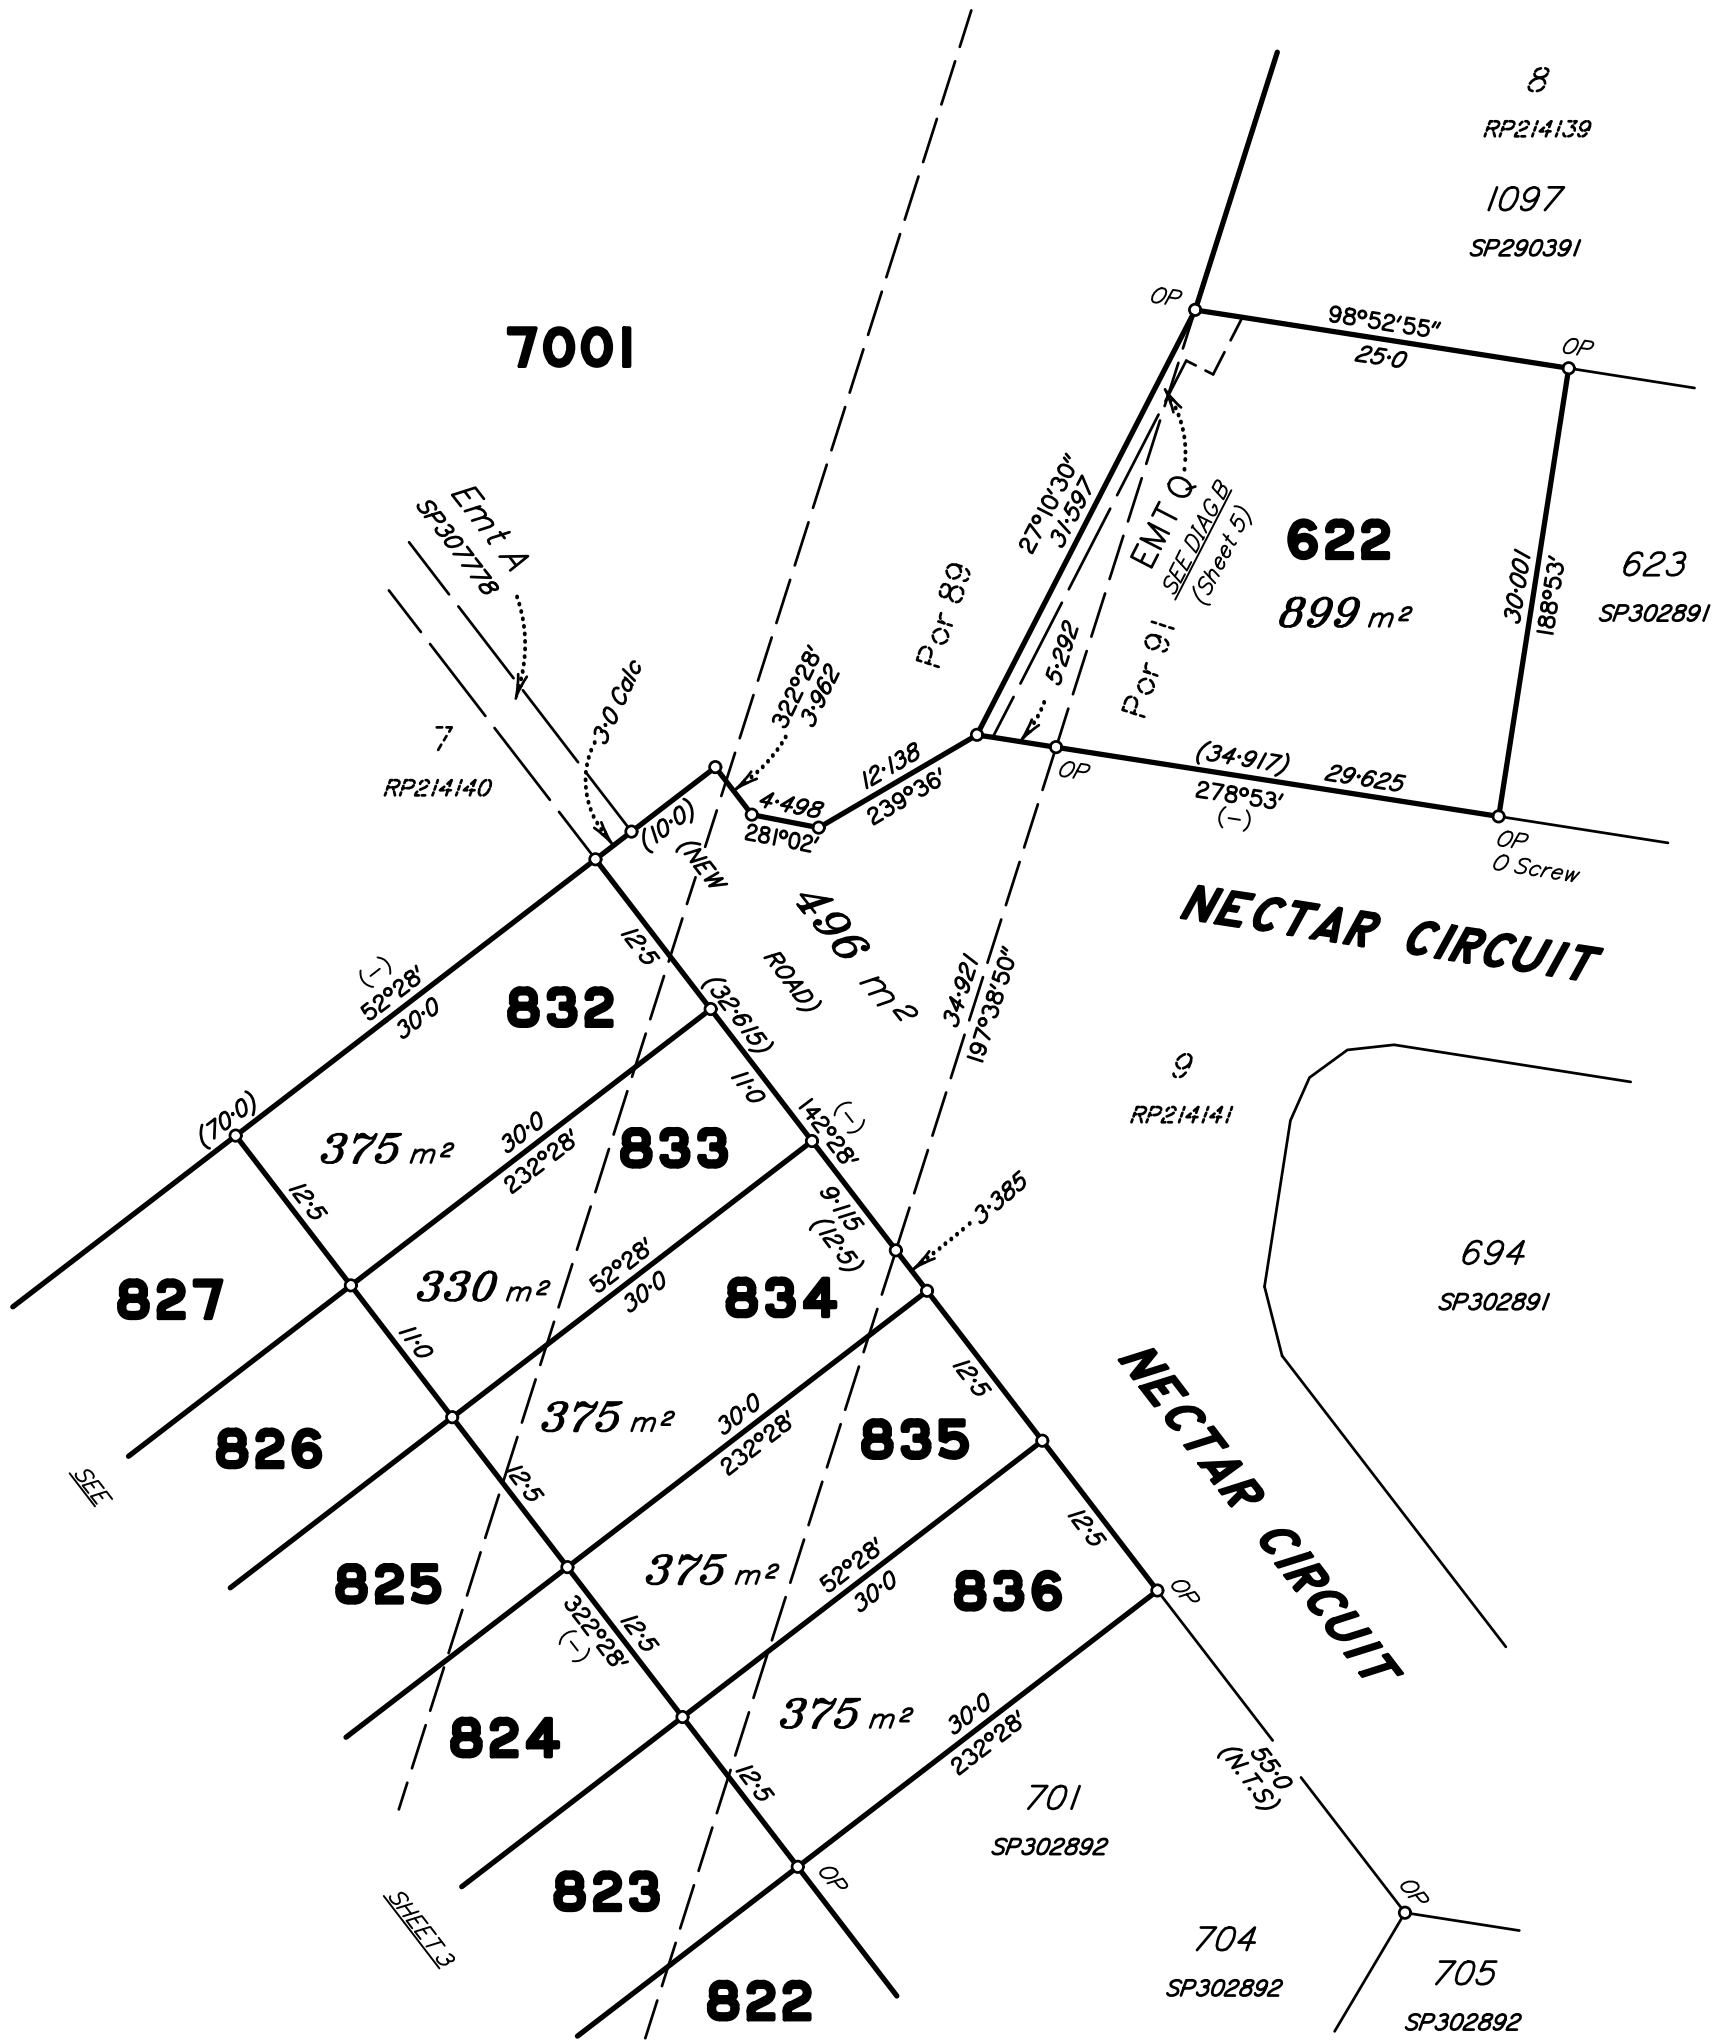 8
RP214139
1097
SP290391
OP
98°52'55"
25·0
OP
7001
Emt A
SP307778
27°10'30"
31·597
EMT Q
SEE DIAG B
(Sheet 5)
622
899 m²
30·001
188°53'
623
SP302891
Por 89
Por 91
5·292
322°28'
3·962
3·0 Calc
7
RP214140
(10·0)
4·498
281°02'
12·138
239°36'
OP
(34·917)
29·625
278°53'
(-)
OP
O Screw
(NEW
ROAD)
496 m²
NECTAR CIRCUIT
12·5
(-)
52°28'
30·0
832
(32·615)
34·921
197°38'50"
11·0
9
RP214141
(70·0)
375 m²
30·0
232°28'
833
142°28'
(-)
12·5
9·115
(12·5)
3·385
827
330 m²
52°28'
30·0
834
694
SP302891
11·0
12·5
NECTAR CIRCUIT
826
SEE
375 m²
30·0
232°28'
835
12·5
12·5
825
375 m²
52°28'
30·0
836
OP
322°28'
(-)
12·5
824
375 m²
30·0
232°28'
55·0
(N.T.S)
12·5
701
SP302892
823
OP
OP
SHEET 3
704
SP302892
705
SP302892
822